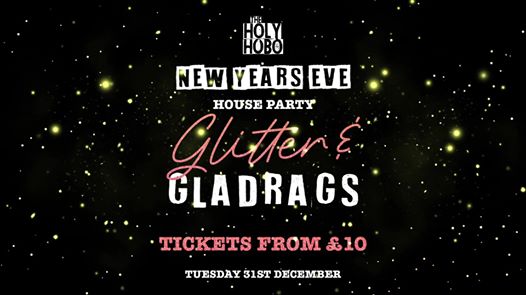 THE
HOLY
HOBO
NEW YEARS EVE
HOUSE PARTY
Glitter &
GLADRAGS
TICKETS FROM £10
TUESDAY 31ST DECEMBER